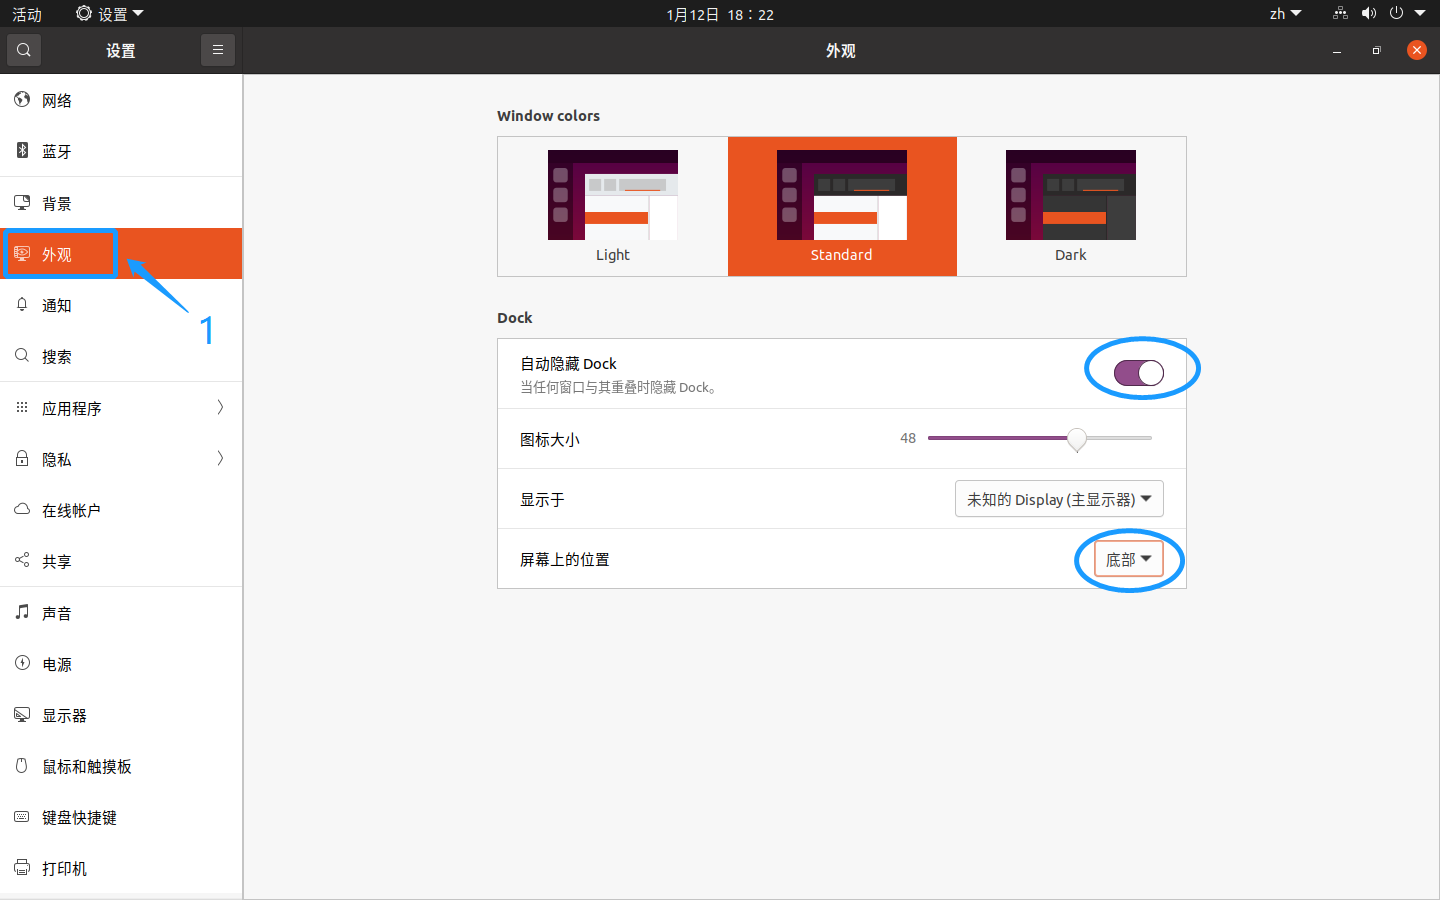 活动 设置 1月12日 18：22 zh
设置 外观
网络
蓝牙
背景
外观
通知
搜索
应用程序
隐私
在线帐户
共享
声音
电源
显示器
鼠标和触摸板
键盘快捷键
打印机
1
Window colors
Light Standard Dark
Dock
自动隐藏 Dock
当任何窗口与其重叠时隐藏 Dock。
图标大小 48
显示于 未知的 Display (主显示器)
屏幕上的位置 底部